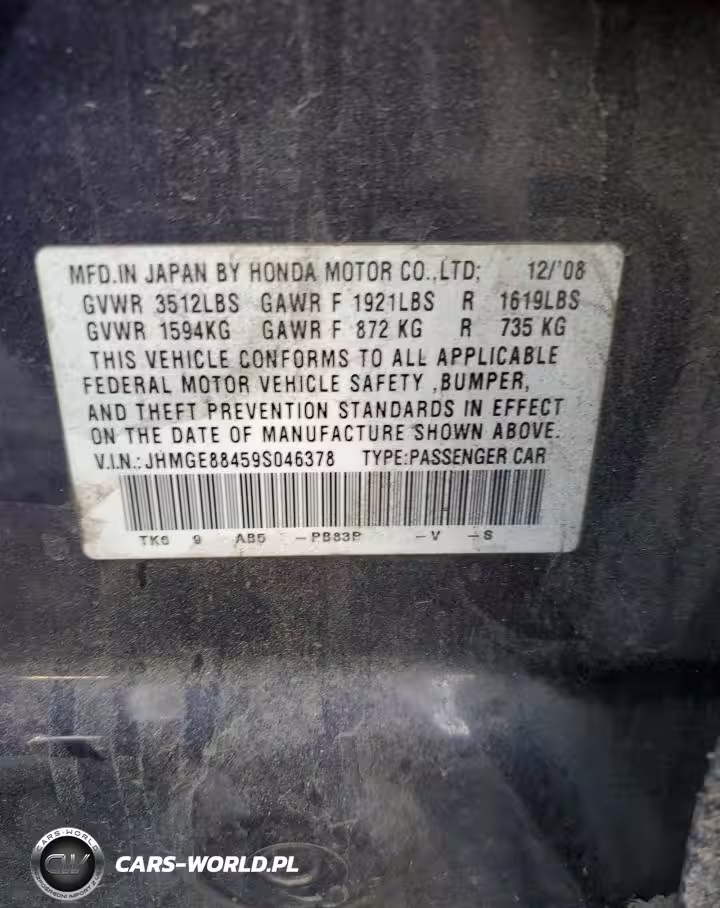 MFD.IN JAPAN BY HONDA MOTOR CO.,LTD; 12/'08
GVWR 3512LBS GAWR F 1921LBS R 1619LBS
GVWR 1594KG GAWR F 872 KG R 735 KG
THIS VEHICLE CONFORMS TO ALL APPLICABLE
FEDERAL MOTOR VEHICLE SAFETY ,BUMPER,
AND THEFT PREVENTION STANDARDS IN EFFECT
ON THE DATE OF MANUFACTURE SHOWN ABOVE.
V.I.N.: JHMGE88459S046378 TYPE:PASSENGER CAR
TK6 9 AB5 -PB83P -V -S
CARS-WORLD
CW
CARS-WORLD.PL